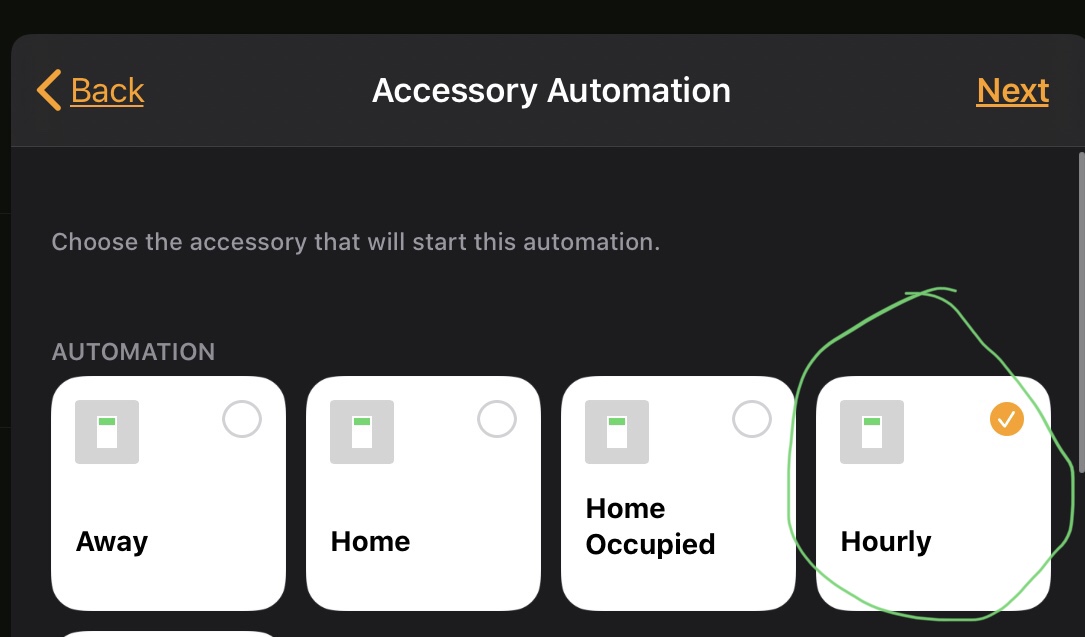 Back
Accessory Automation
Next
Choose the accessory that will start this automation.
AUTOMATION
Away
Home
Home
Occupied
Hourly